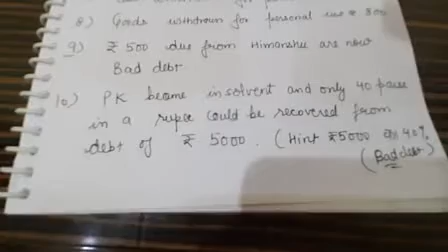 8) Goods withdrawn for personal use ₹ 800
9) ₹ 500 due from Himanshu are now
Bad debt
10) PK beame insolvent and only 40 paise
in a rupee could be recovered from
debt of ₹ 5000. (Hint ₹5000 40%
(Bad debt)